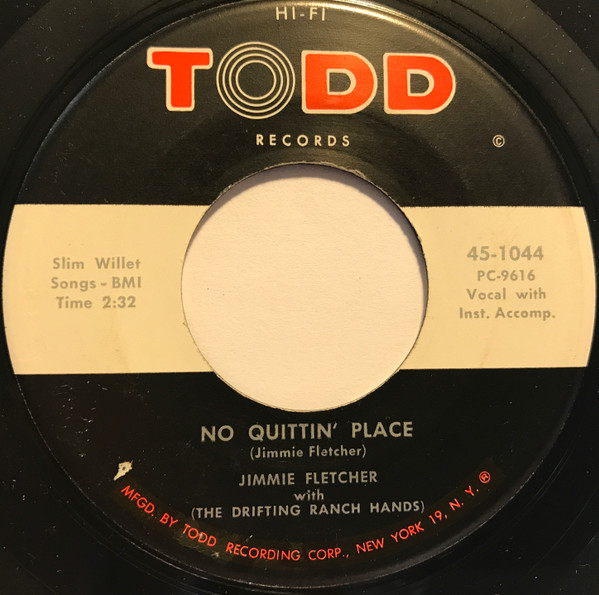 HI-FI
TODD
RECORDS
©
Slim Willet
Songs - BMI
Time 2:32
45-1044
PC-9616
Vocal with
Inst. Accomp.
NO QUITTIN' PLACE
(Jimmie Fletcher)
JIMMIE FLETCHER
with
(THE DRIFTING RANCH HANDS)
MFGD. BY TODD RECORDING CORP., NEW YORK 19, N. Y. ®